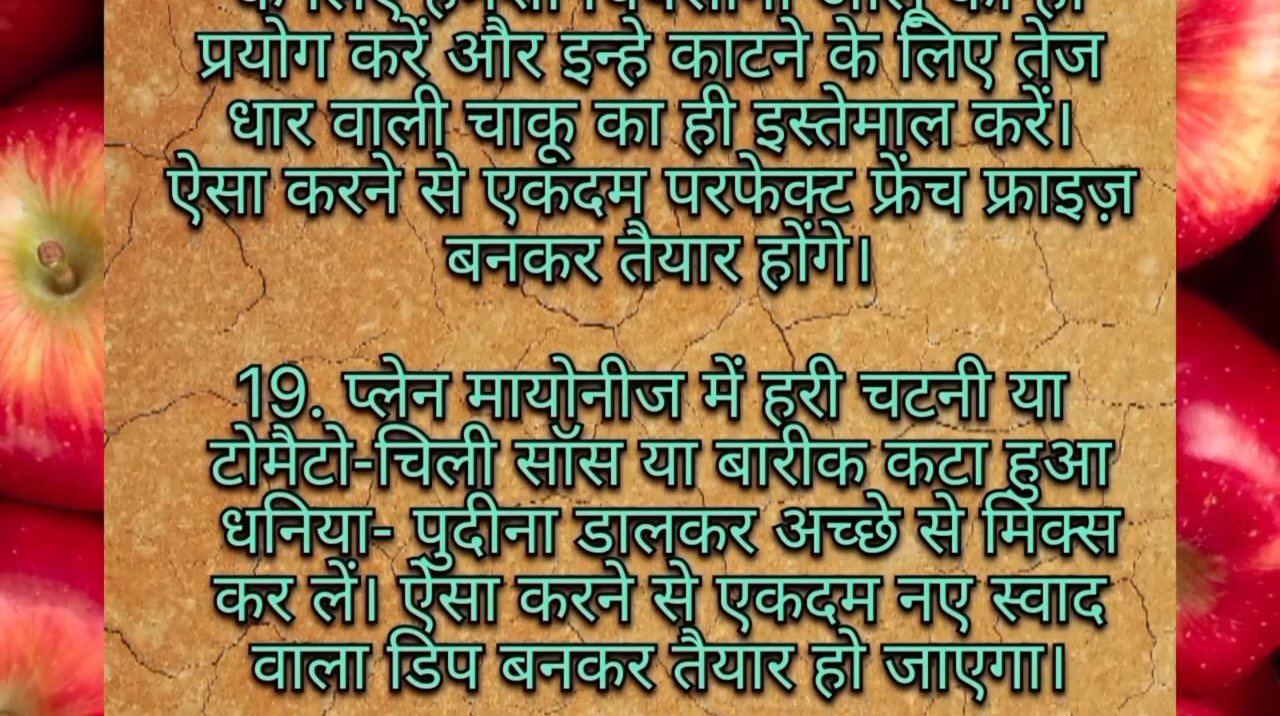 प्रयोग करें और इन्हे काटने के लिए तेज
धार वाली चाकू का ही इस्तेमाल करें।
ऐसा करने से एकदम परफेक्ट फ्रेंच फ्राइज़
बनकर तैयार होंगे।
19. प्लेन मायोनीज में हरी चटनी या
टोमैटो-चिली सॉस या बारीक कटा हुआ
धनिया- पुदीना डालकर अच्छे से मिक्स
कर लें। ऐसा करने से एकदम नए स्वाद
वाला डिप बनकर तैयार हो जाएगा।